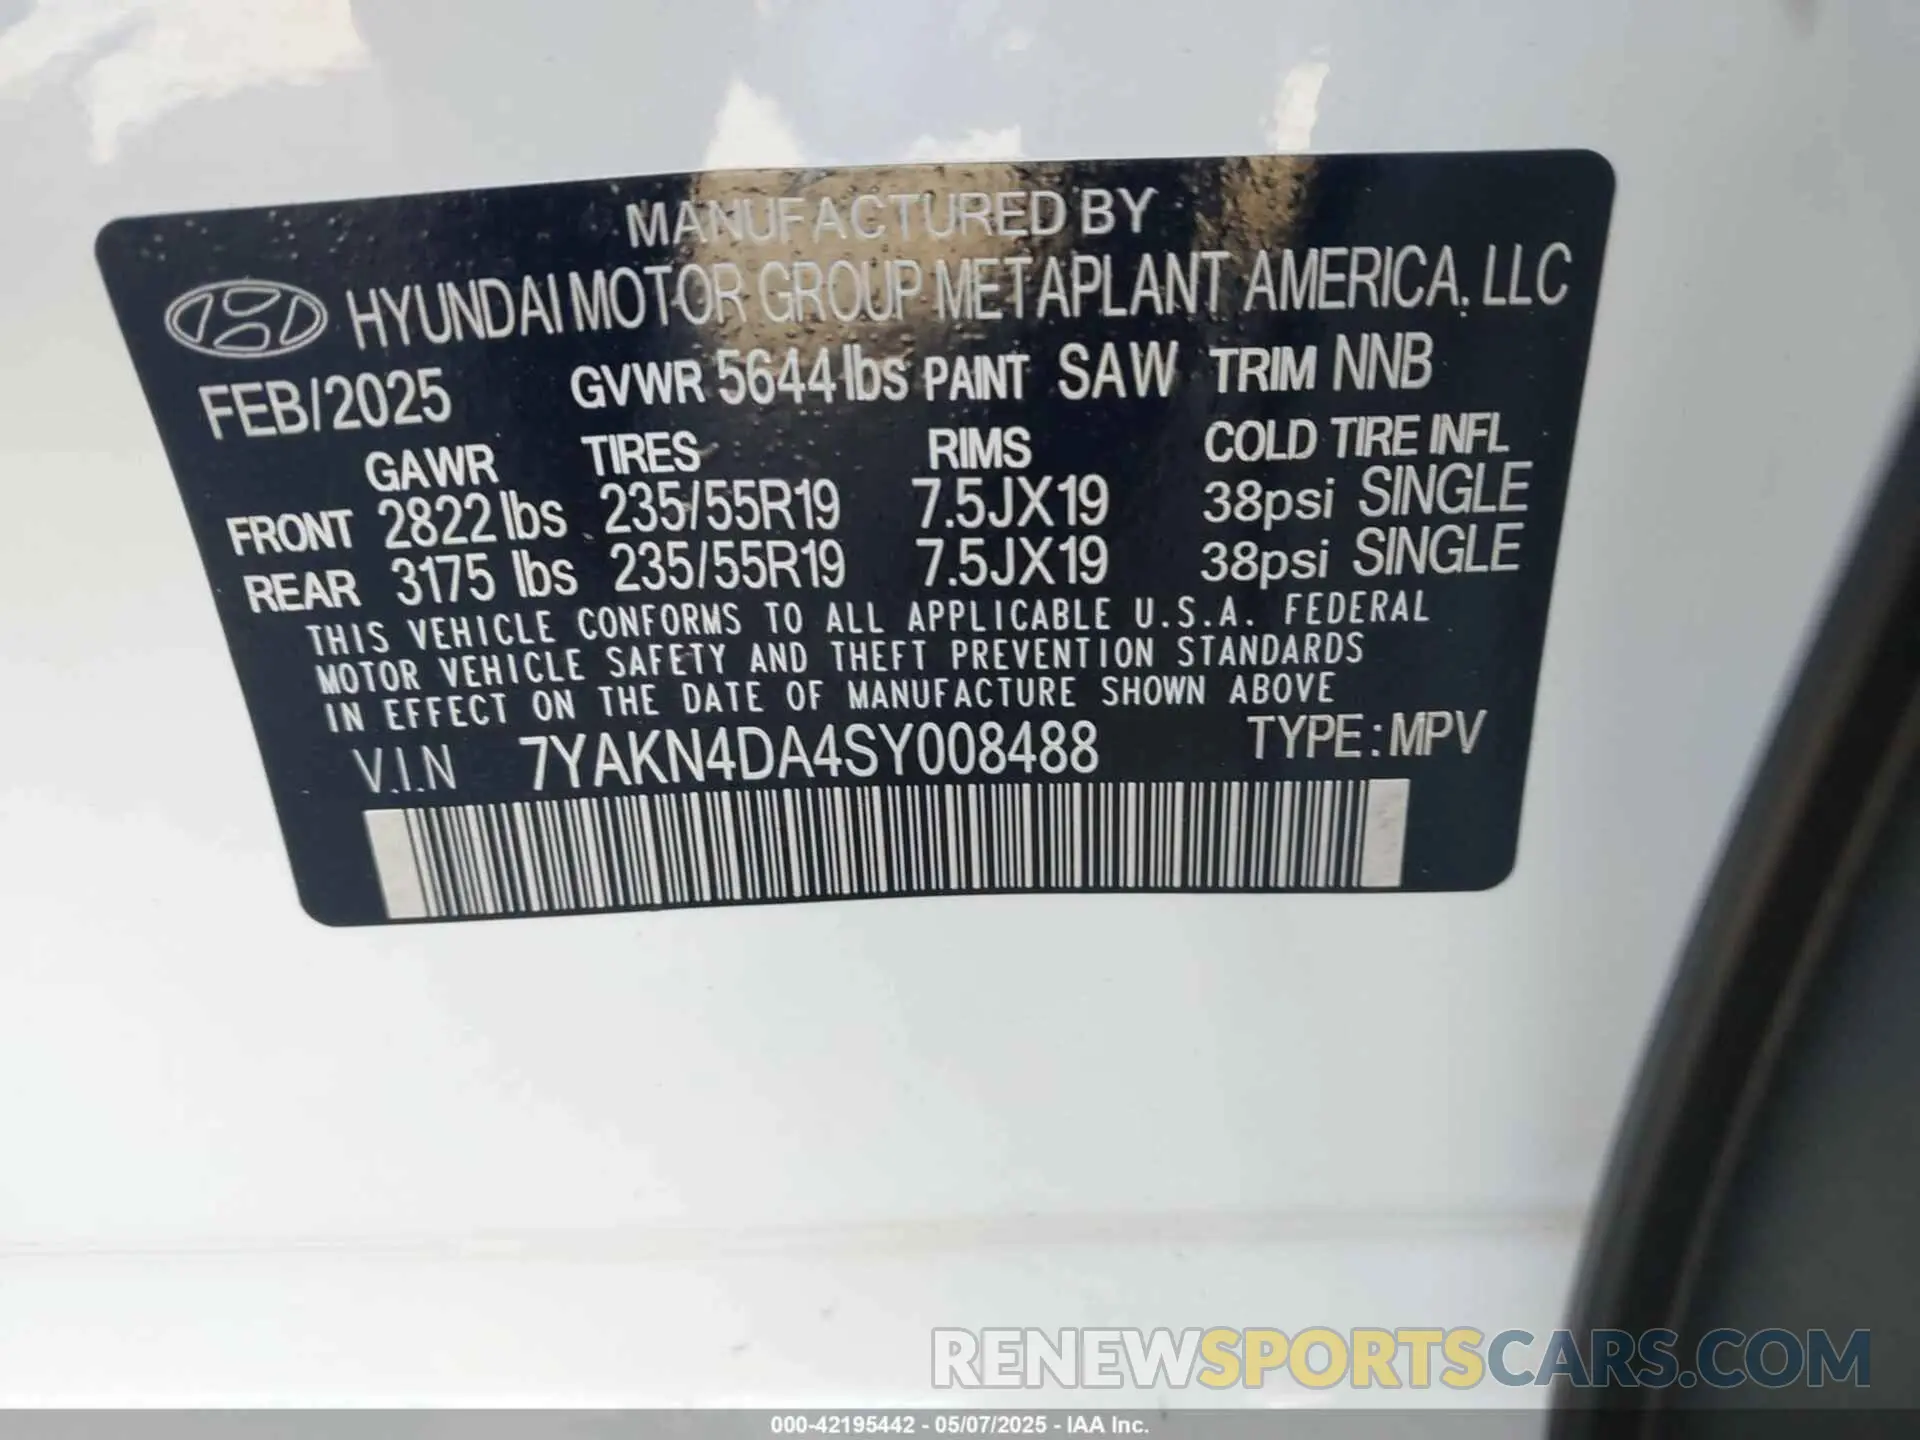 MANUFACTURED BY
HYUNDAI MOTOR GROUP METAPLANT AMERICA, LLC
FEB/2025 GVWR 5644 lbs PAINT SAW TRIM NNB
GAWR TIRES RIMS COLD TIRE INFL
FRONT 2822 lbs 235/55R19 7.5JX19 38psi SINGLE
REAR 3175 lbs 235/55R19 7.5JX19 38psi SINGLE
THIS VEHICLE CONFORMS TO ALL APPLICABLE U.S.A. FEDERAL
MOTOR VEHICLE SAFETY AND THEFT PREVENTION STANDARDS
IN EFFECT ON THE DATE OF MANUFACTURE SHOWN ABOVE
V.I.N 7YAKN4DA4SY008488 TYPE: MPV
RENEWSPORTSCARS.COM
000-42195442 - 05/07/2025 - IAA Inc.